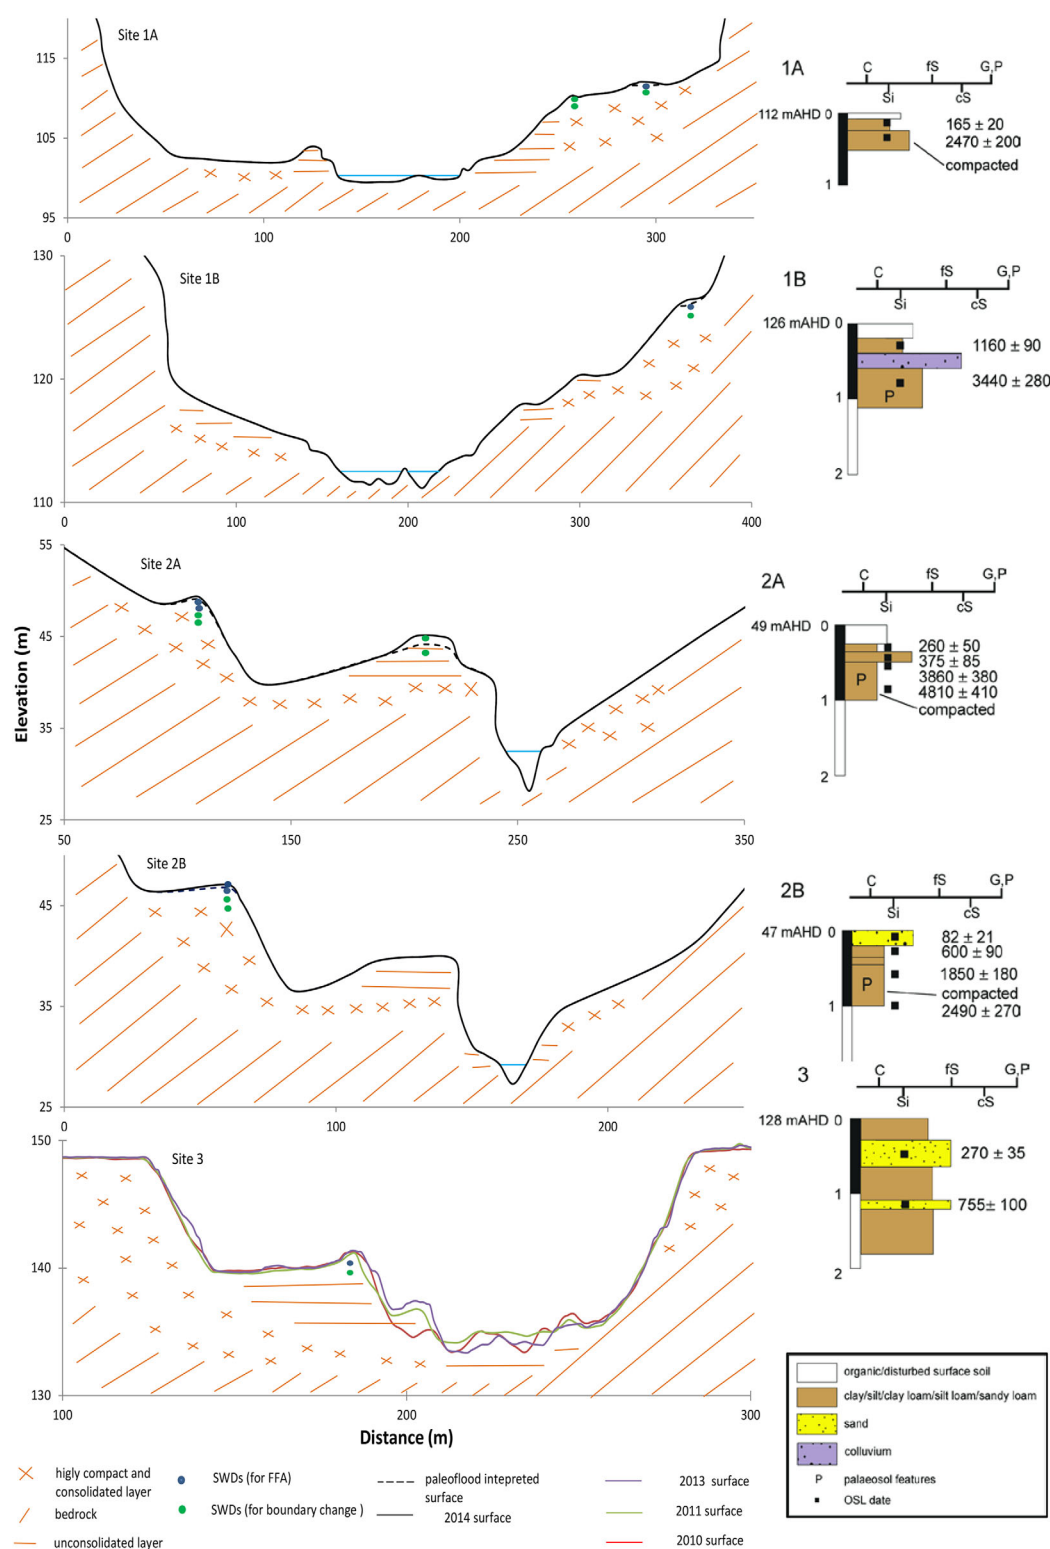 Site 1A
115
105
95
0 100 200 300
1A
C fS G,P
Si cS
112 mAHD 0
165 ± 20
2470 ± 200
compacted
1
130
Site 1B
120
110
0 100 200 300 400
1B
C fS G,P
Si cS
126 mAHD 0
1160 ± 90
3440 ± 280
P
1
2
55
Site 2A
45
35
25
50 150 250 350
Elevation (m)
2A
C fS G,P
Si cS
49 mAHD 0
260 ± 50
375 ± 85
3860 ± 380
4810 ± 410
P
compacted
1
2
Site 2B
45
35
25
0 100 200
2B
C fS G,P
Si cS
47 mAHD 0
82 ± 21
600 ± 90
1850 ± 180
P
compacted
2490 ± 270
1
150
Site 3
140
130
100 200 300
Distance (m)
3
C fS G,P
Si cS
128 mAHD 0
270 ± 35
1
755± 100
2
organic/disturbed surface soil
clay/silt/clay loam/silt loam/sandy loam
sand
colluvium
P palaeosol features
OSL date
higly compact and
consolidated layer
bedrock
unconsolidated layer
SWDs (for FFA)
SWDs (for boundary change )
paleoflood intepreted
surface
2014 surface
2013 surface
2011 surface
2010 surface